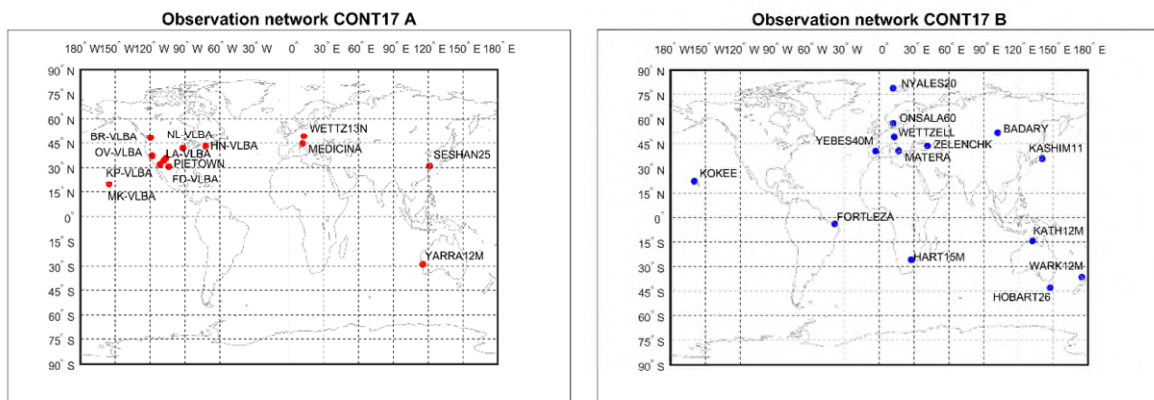 Observation network CONT17 A
180° W150° W120° W 90° W 60° W 30° W 0° E 30° E 60° E 90° E 120° E 150° E 180° E
90° N
75° N
60° N
45° N
30° N
15° N
0°
15° S
30° S
45° S
60° S
75° S
90° S
BR-VLBA
NL-VLBA
OV-VLBA
LA-VLBA
HN-VLBA
PIETOWN
KP-VLBA
FD-VLBA
MK-VLBA
WETTZ13N
MEDICINA
SESHAN25
YARRA12M
Observation network CONT17 B
180° W150° W120° W 90° W 60° W 30° W 0° E 30° E 60° E 90° E 120° E 150° E 180° E
90° N
75° N
60° N
45° N
30° N
15° N
0°
15° S
30° S
45° S
60° S
75° S
90° S
NYALES20
ONSALA60
WETTZELL
BADARY
YEBES40M
ZELENCHK
MATERA
KASHIM11
KOKEE
FORTLEZA
KATH12M
HART15M
WARK12M
HOBART26